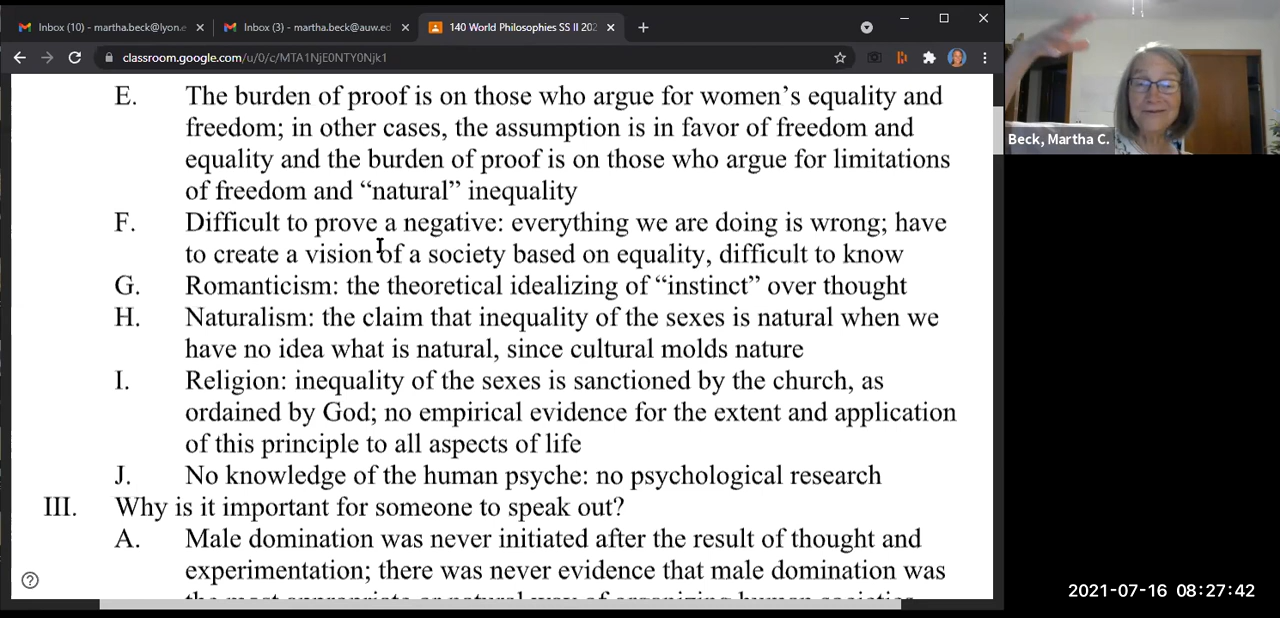 Inbox (10) - martha.beck@lyon.e
Inbox (3) - martha.beck@auw.ed
140 World Philosophies SS II 202
classroom.google.com/u/0/c/MTA1NjE0NTY0Njk1
E. The burden of proof is on those who argue for women's equality and
freedom; in other cases, the assumption is in favor of freedom and
equality and the burden of proof is on those who argue for limitations
of freedom and "natural" inequality
F. Difficult to prove a negative: everything we are doing is wrong; have
to create a vision of a society based on equality, difficult to know
G. Romanticism: the theoretical idealizing of "instinct" over thought
H. Naturalism: the claim that inequality of the sexes is natural when we
have no idea what is natural, since cultural molds nature
I. Religion: inequality of the sexes is sanctioned by the church, as
ordained by God; no empirical evidence for the extent and application
of this principle to all aspects of life
J. No knowledge of the human psyche: no psychological research
III. Why is it important for someone to speak out?
A. Male domination was never initiated after the result of thought and
experimentation; there was never evidence that male domination was
Beck, Martha C.
2021-07-16 08:27:42